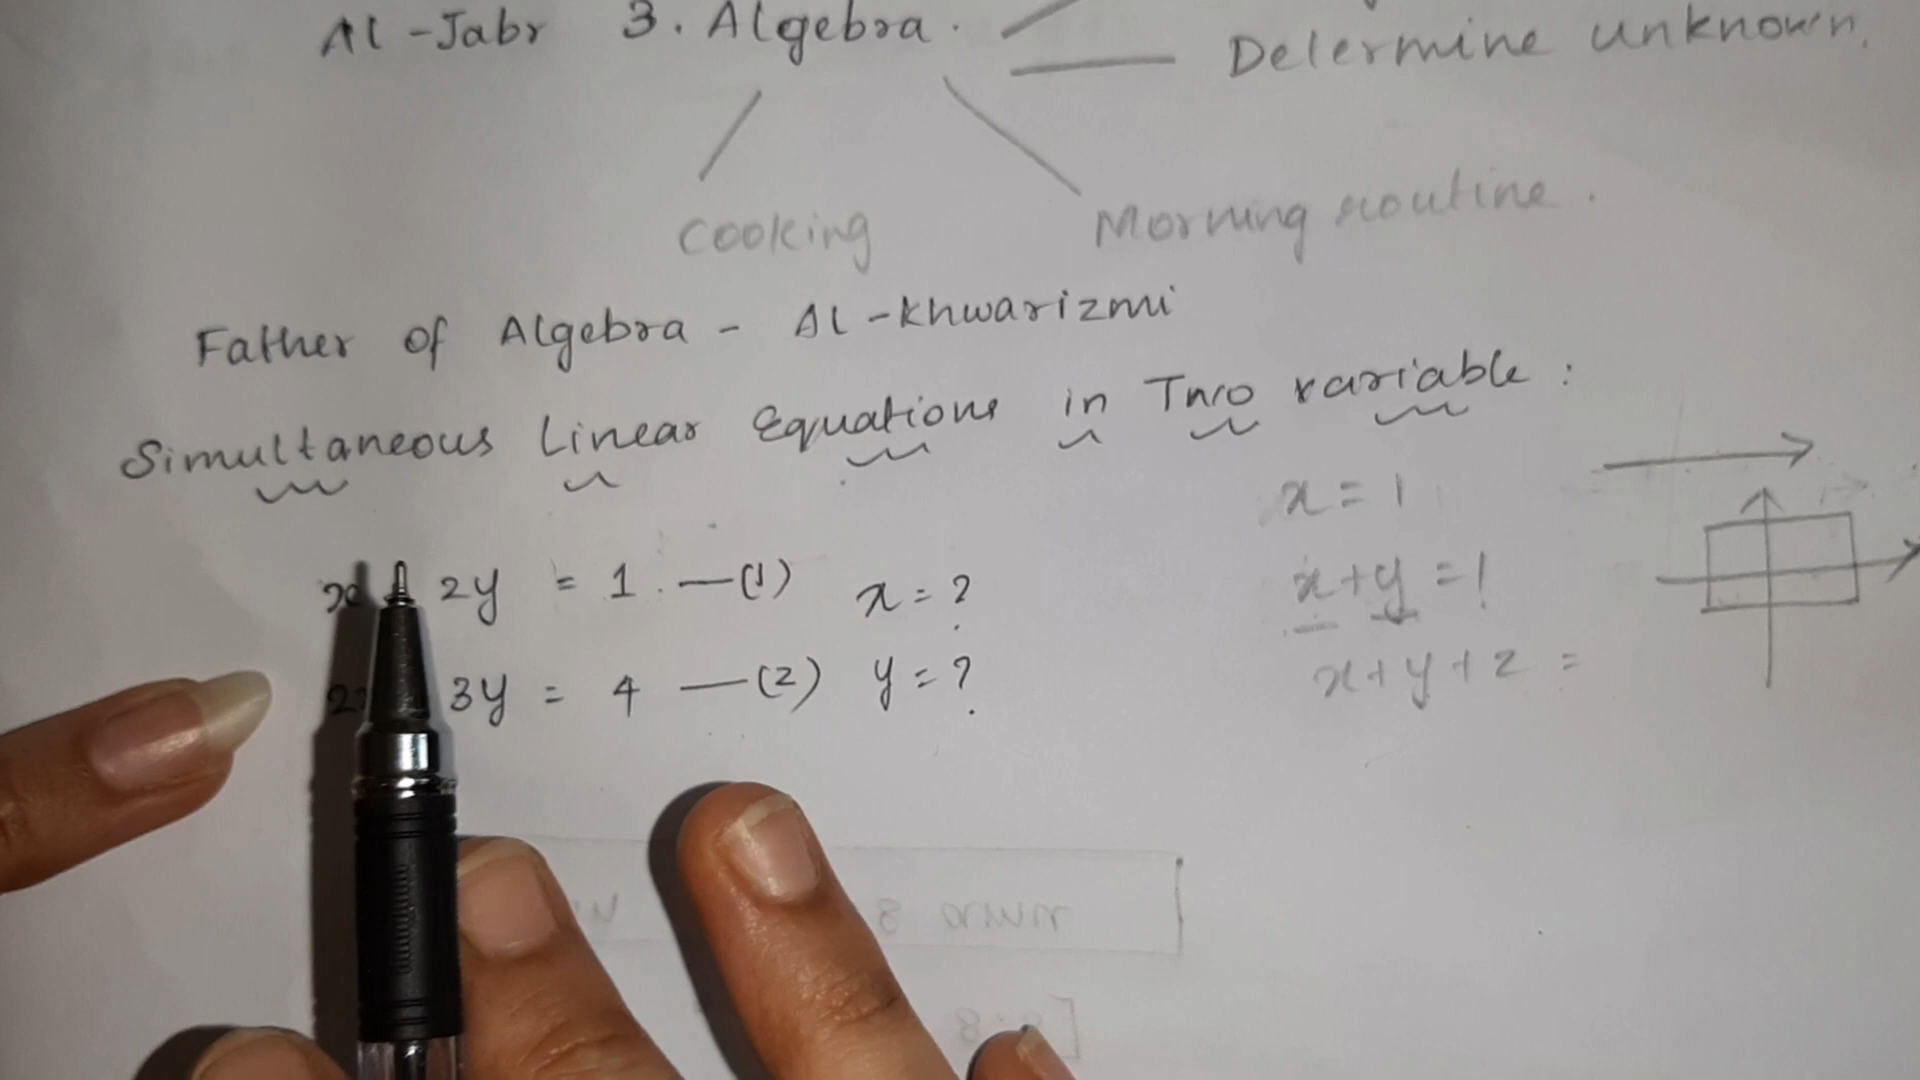 Al-Jabr 3. Algebra.
Determine unknown.
Cooking
Morning routine.
Father of Algebra - Al-khwarizmi
Simultaneous Linear Equations in Two variable:
x 2y = 1 —(1) x = ?
2 3y = 4 —(2) y = ?
x = 1
x+y = 1
x+y+z =